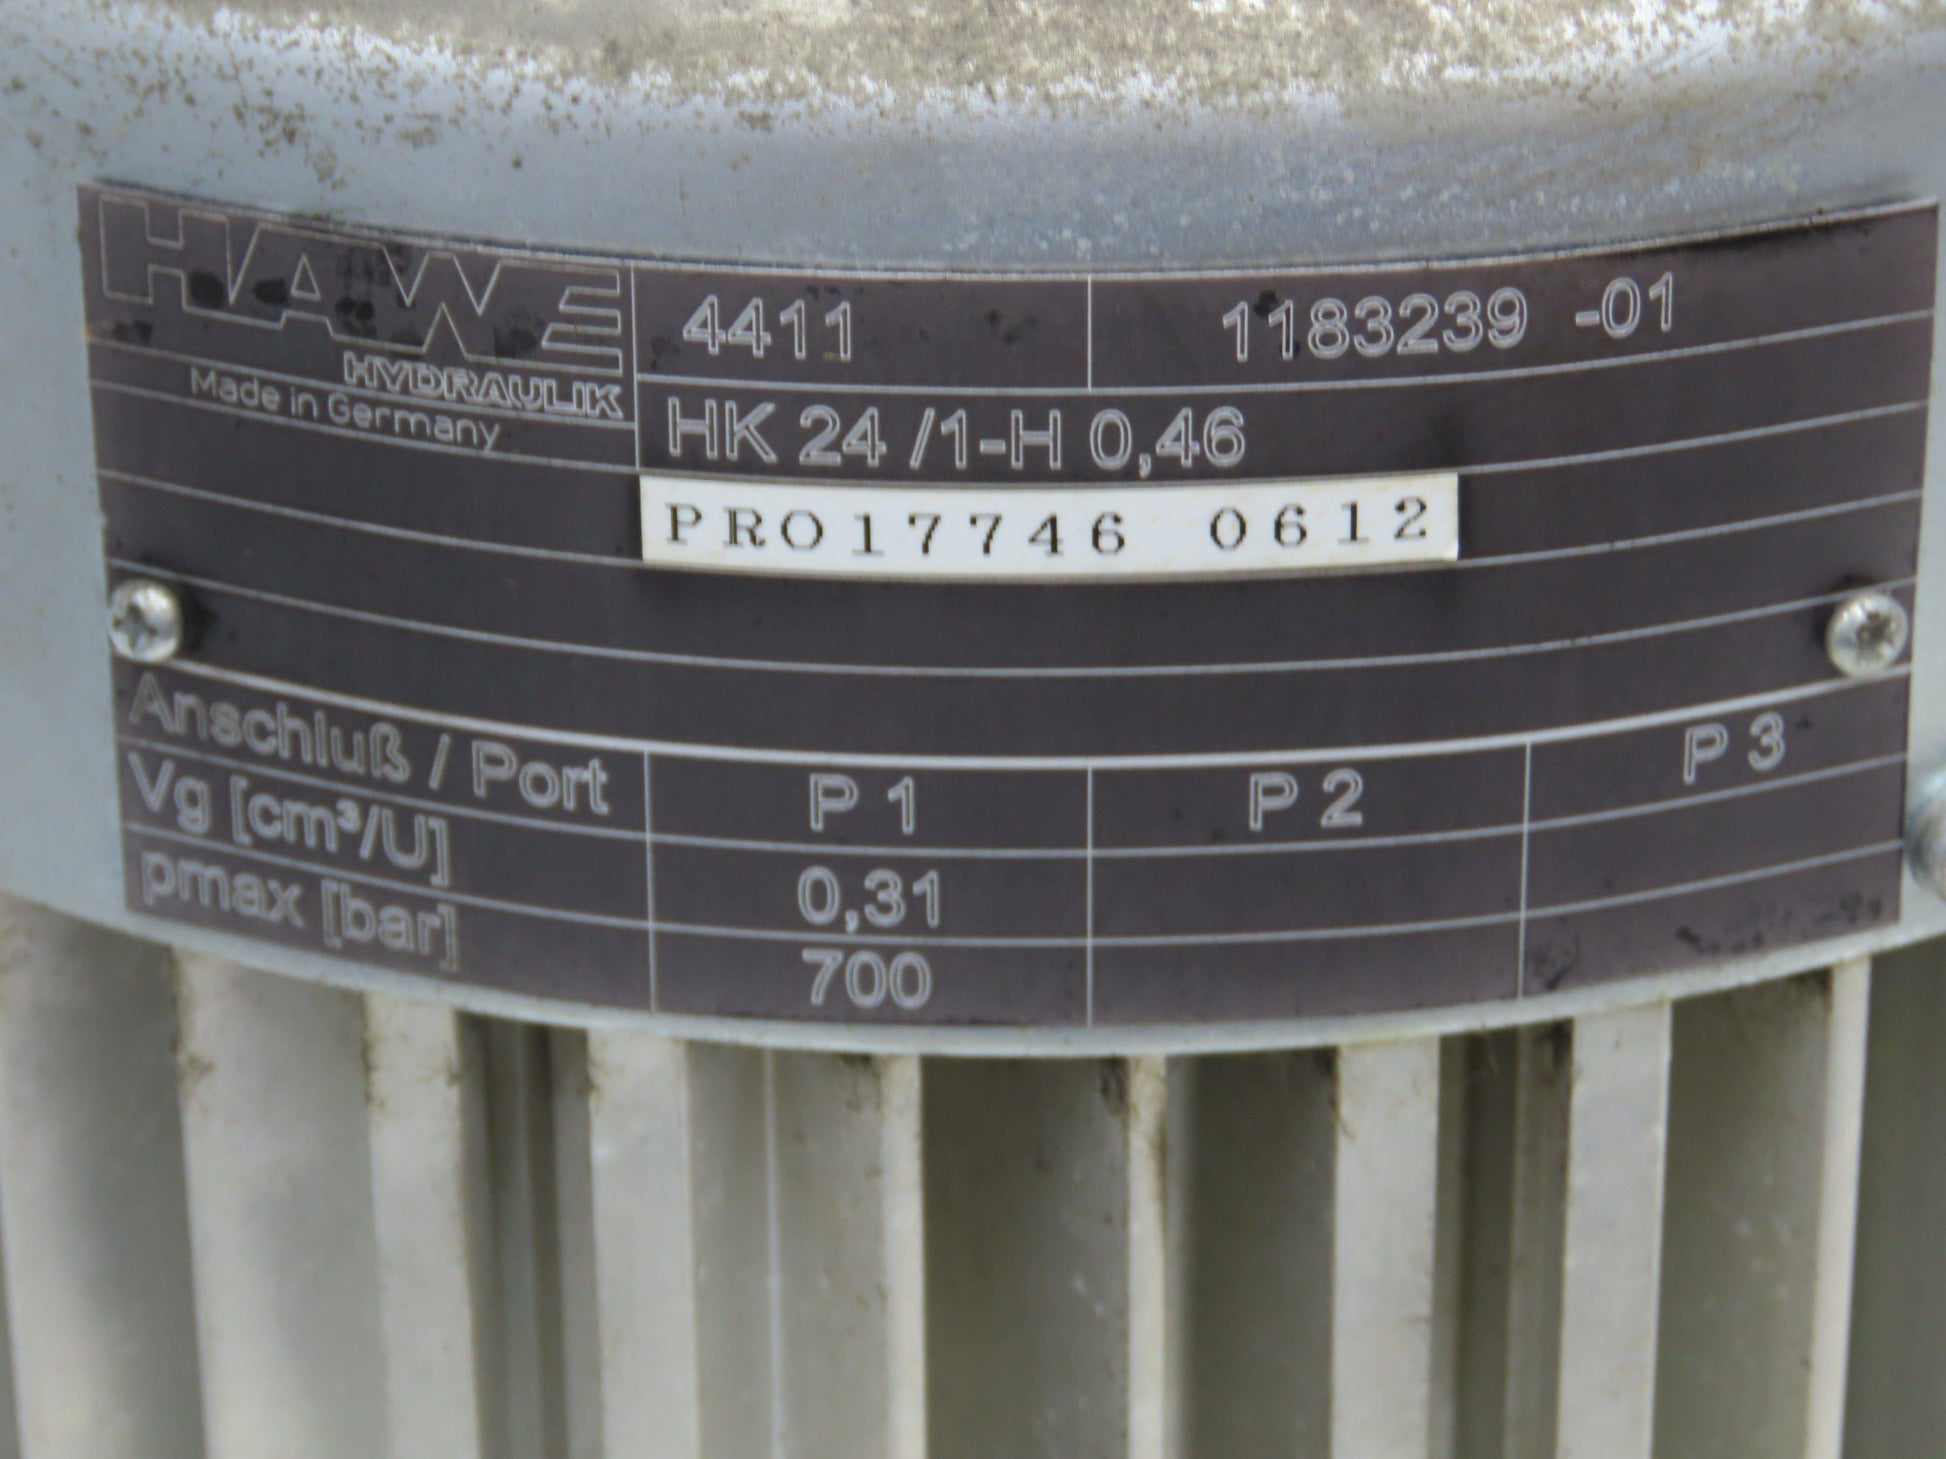 HAWE
HYDRAULIK
Made in Germany
4411 1183239 -01
HK 24 /1-H 0,46
PRO17746 0612
Anschluß / Port P 1 P 2 P 3
Vg [cm³/U] 0,31
pmax [bar] 700